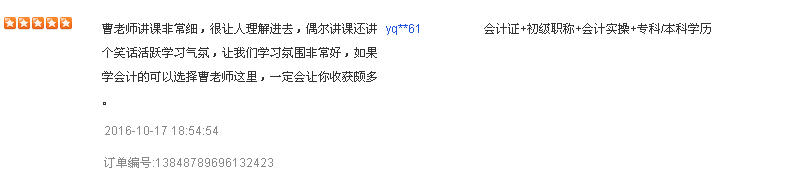 曹老师讲课非常细，很让人理解进去，偶尔讲课还讲 yq**61 会计证+初级职称+会计实操+专科/本科学历
个笑话活跃学习气氛，让我们学习氛围非常好，如果
学会计的可以选择曹老师这里，一定会让你收获颇多
。
2016-10-17 18:54:54
订单编号:13848789696132423